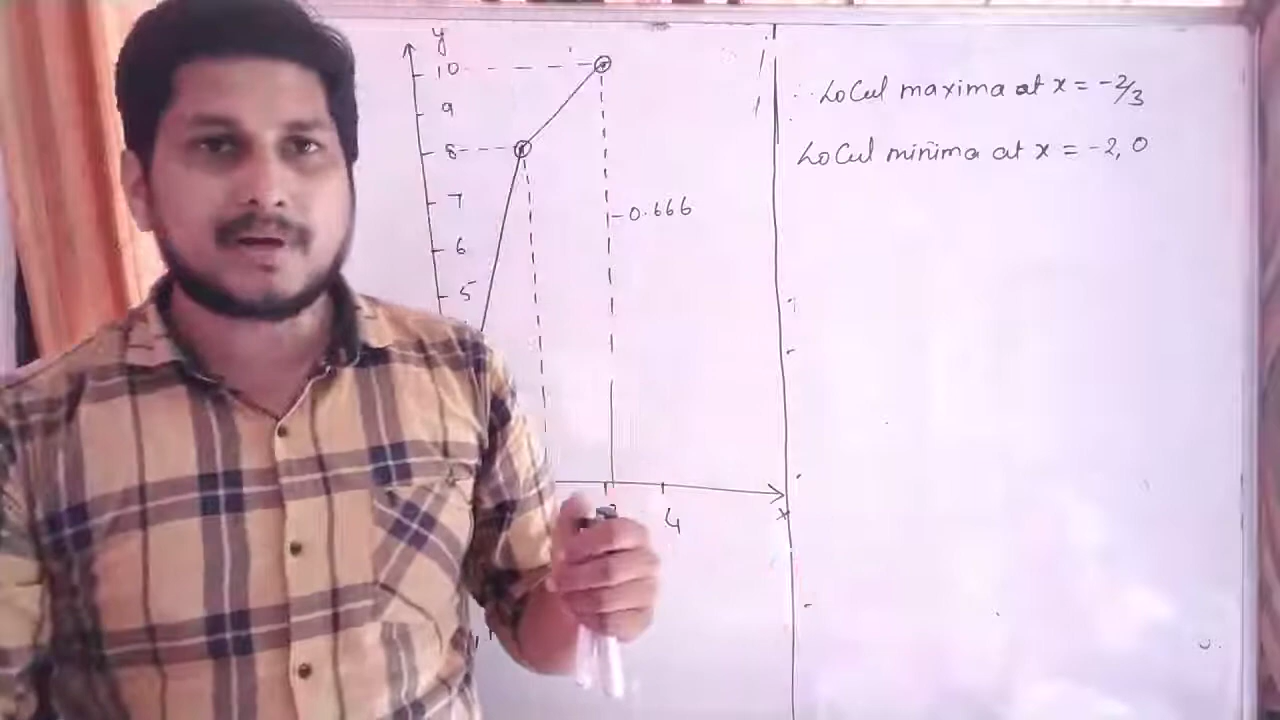 y
10
9
8
7
6
5
-0.666
4
x
∴ Local maxima at x = -2/3
Local minima at x = -2, 0